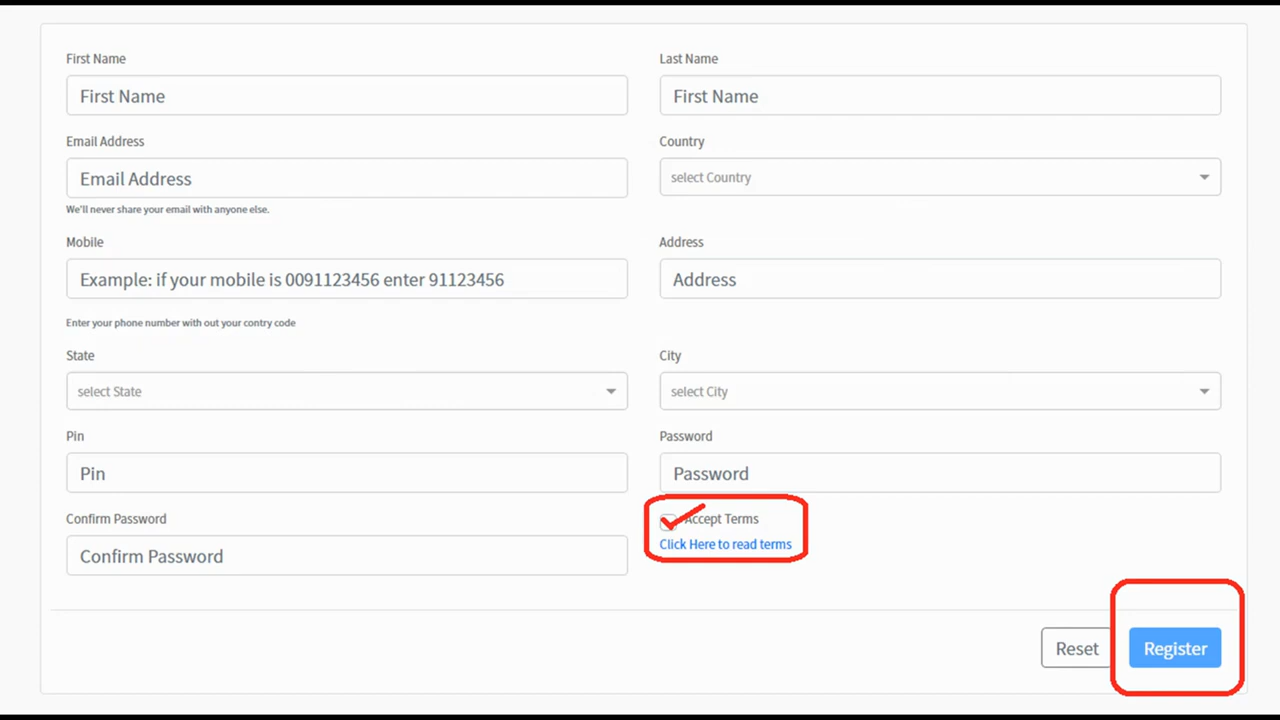 First Name
First Name
Last Name
First Name
Email Address
Email Address
We'll never share your email with anyone else.
Country
select Country
Mobile
Example: if your mobile is 0091123456 enter 91123456
Enter your phone number with out your contry code
Address
Address
State
select State
City
select City
Pin
Pin
Password
Password
Confirm Password
Confirm Password
Accept Terms
Click Here to read terms
Reset
Register